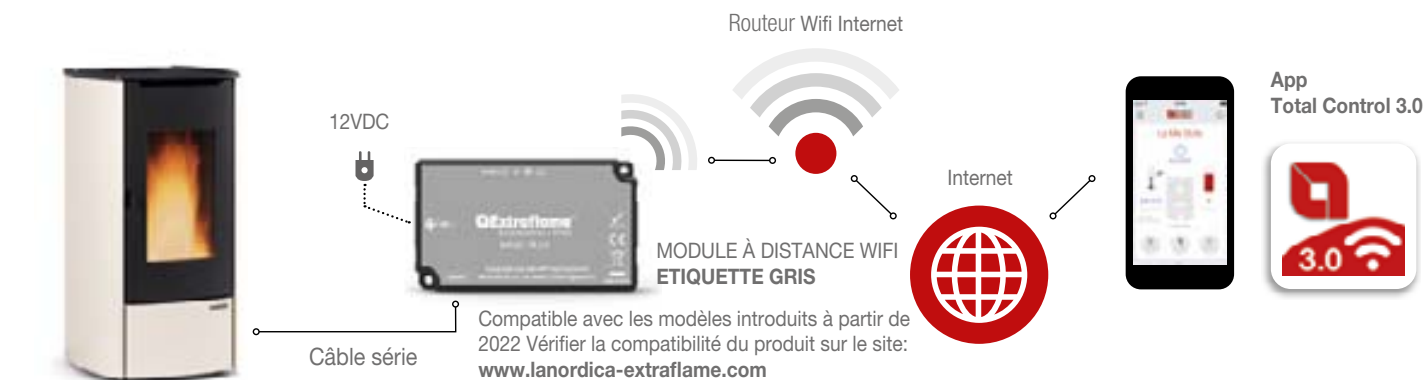 Routeur Wifi Internet
App
Total Control 3.0
12VDC
Internet
Extraflame
MODULE À DISTANCE WIFI
ETIQUETTE GRIS
3.0
Compatible avec les modèles introduits à partir de
2022 Vérifier la compatibilité du produit sur le site:
www.lanordica-extraflame.com
Câble série